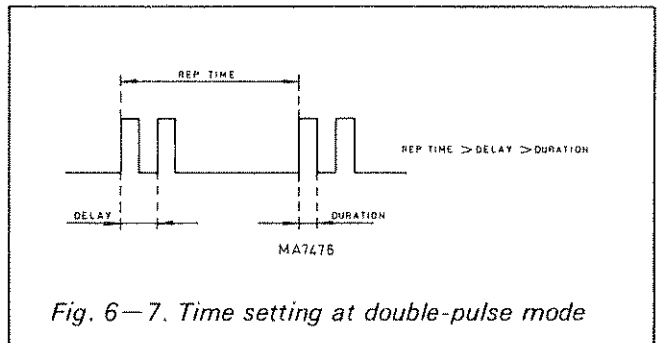 REP TIME
REP TIME > DELAY > DURATION
DELAY
DURATION
MA7476
Fig. 6—7. Time setting at double-pulse mode